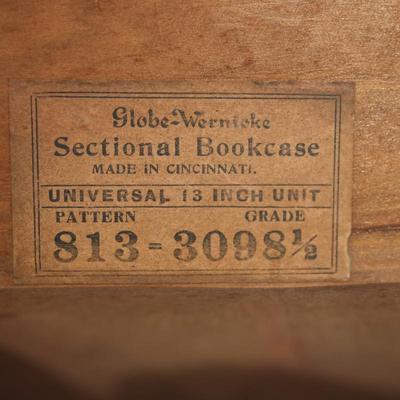 Globe-Wernicke
Sectional Bookcase
MADE IN CINCINNATI.
UNIVERSAL 13 INCH UNIT
PATTERN GRADE
813 = 3098½